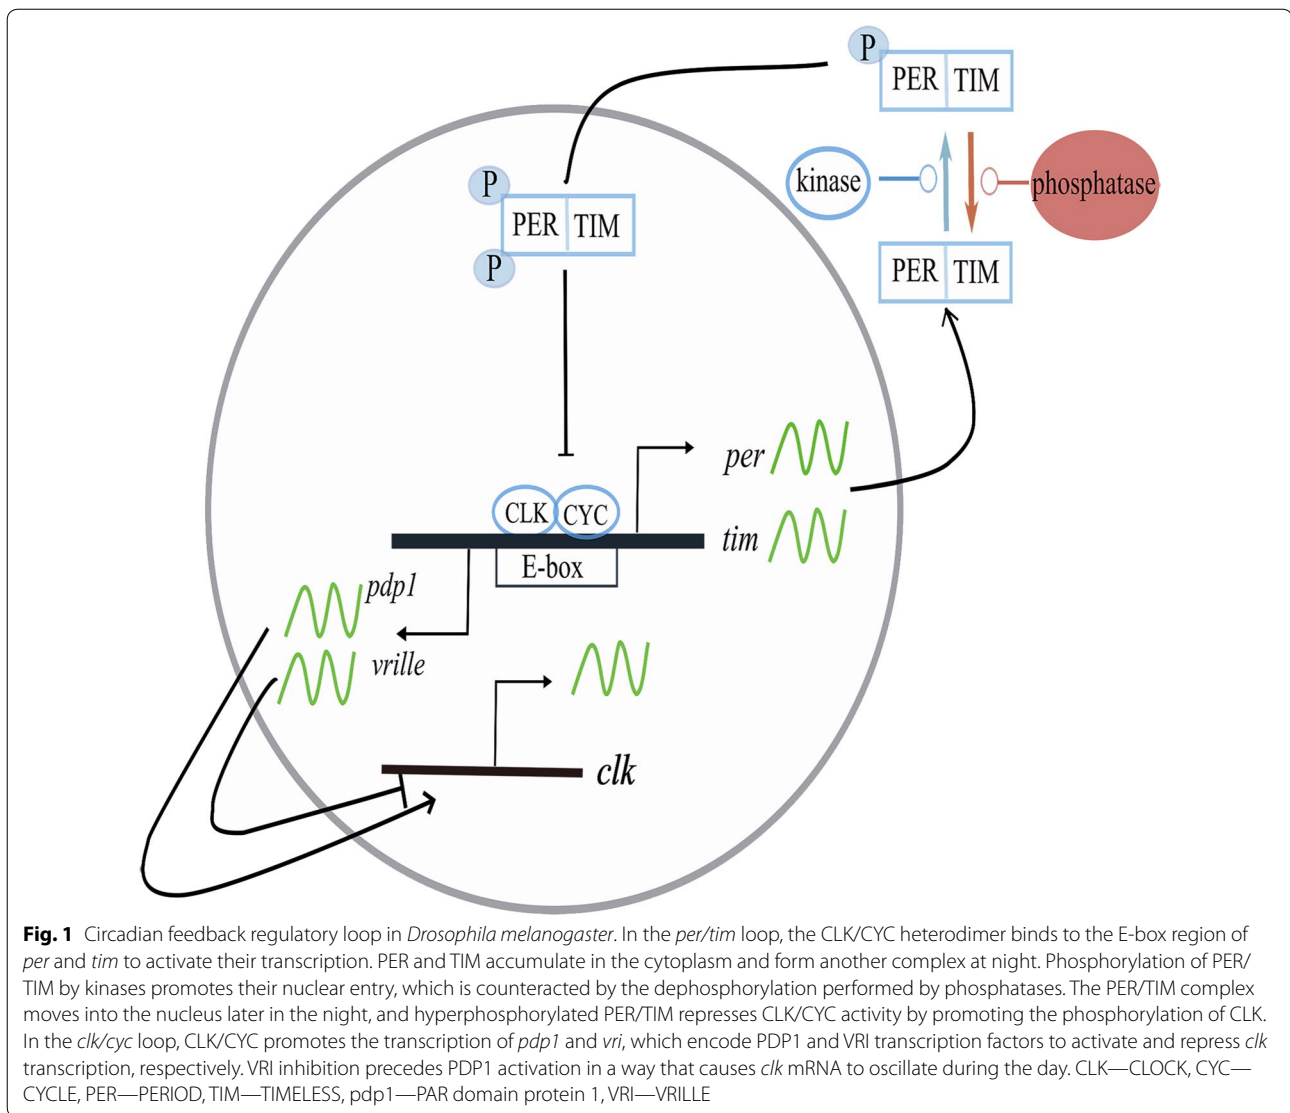 P
PER TIM
kinase
phosphatase
PER TIM
P
PER TIM
P
per
CLK CYC
tim
E-box
pdp1
vrille
clk
Fig. 1 Circadian feedback regulatory loop in Drosophila melanogaster. In the per/tim loop, the CLK/CYC heterodimer binds to the E-box region of
per and tim to activate their transcription. PER and TIM accumulate in the cytoplasm and form another complex at night. Phosphorylation of PER/
TIM by kinases promotes their nuclear entry, which is counteracted by the dephosphorylation performed by phosphatases. The PER/TIM complex
moves into the nucleus later in the night, and hyperphosphorylated PER/TIM represses CLK/CYC activity by promoting the phosphorylation of CLK.
In the clk/cyc loop, CLK/CYC promotes the transcription of pdp1 and vri, which encode PDP1 and VRI transcription factors to activate and repress clk
transcription, respectively. VRI inhibition precedes PDP1 activation in a way that causes clk mRNA to oscillate during the day. CLK—CLOCK, CYC—
CYCLE, PER—PERIOD, TIM—TIMELESS, pdp1—PAR domain protein 1, VRI—VRILLE